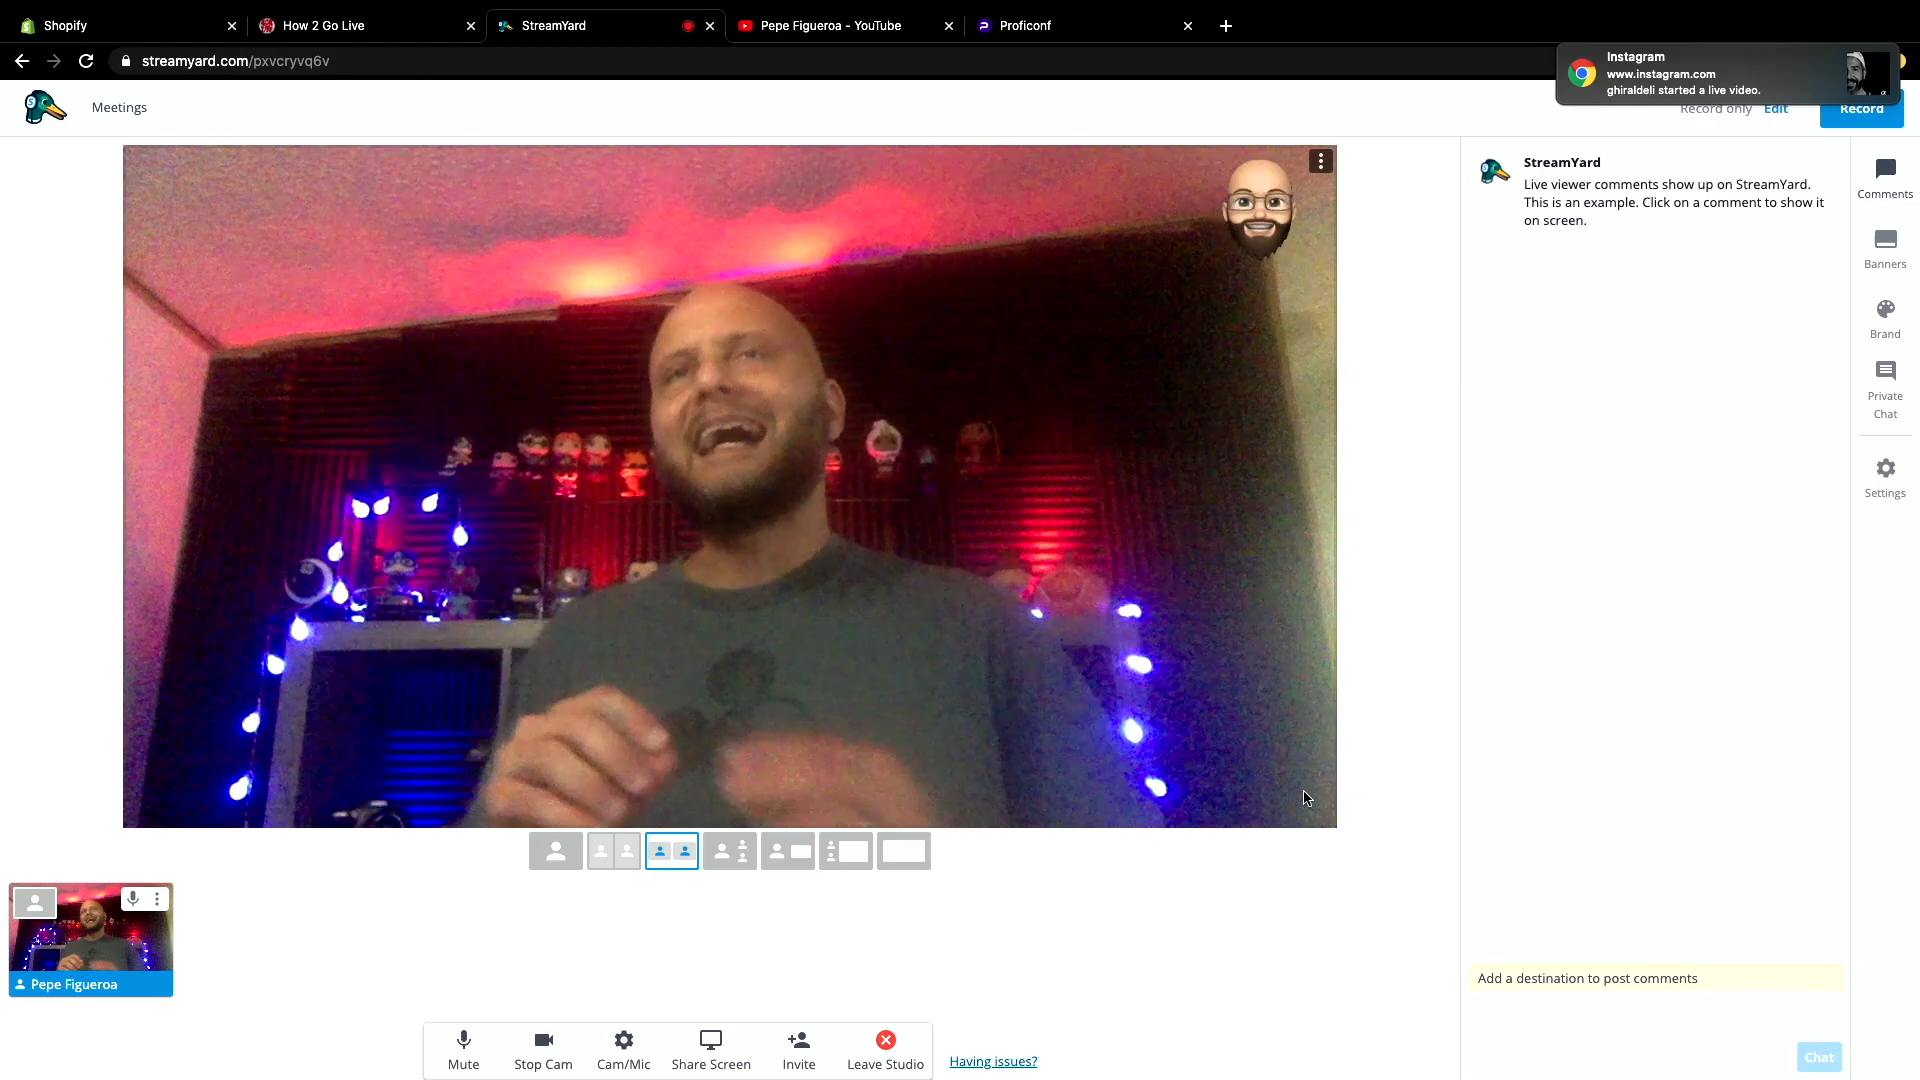 Shopify
How 2 Go Live
StreamYard
Pepe Figueroa - YouTube
Proficonf
streamyard.com/pxvcryvq6v
Instagram
www.instagram.com
ghiraldeli started a live video.
Meetings
Record only
Edit
Record
StreamYard
Live viewer comments show up on StreamYard.
This is an example. Click on a comment to show it
on screen.
Comments
Banners
Brand
Private
Chat
Settings
Pepe Figueroa
Add a destination to post comments
Chat
Mute
Stop Cam
Cam/Mic
Share Screen
Invite
Leave Studio
Having issues?